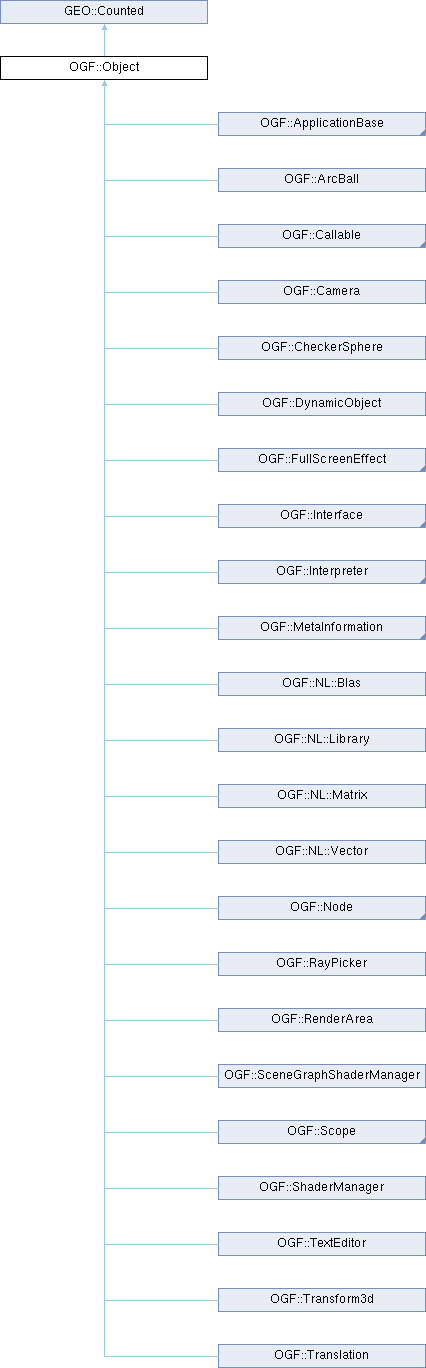 GEO::Counted
OGF::Object
OGF::ApplicationBase
OGF::ArcBall
OGF::Callable
OGF::Camera
OGF::CheckerSphere
OGF::DynamicObject
OGF::FullScreenEffect
OGF::Interface
OGF::Interpreter
OGF::MetaInformation
OGF::NL::Blas
OGF::NL::Library
OGF::NL::Matrix
OGF::NL::Vector
OGF::Node
OGF::RayPicker
OGF::RenderArea
OGF::SceneGraphShaderManager
OGF::Scope
OGF::ShaderManager
OGF::TextEditor
OGF::Transform3d
OGF::Translation